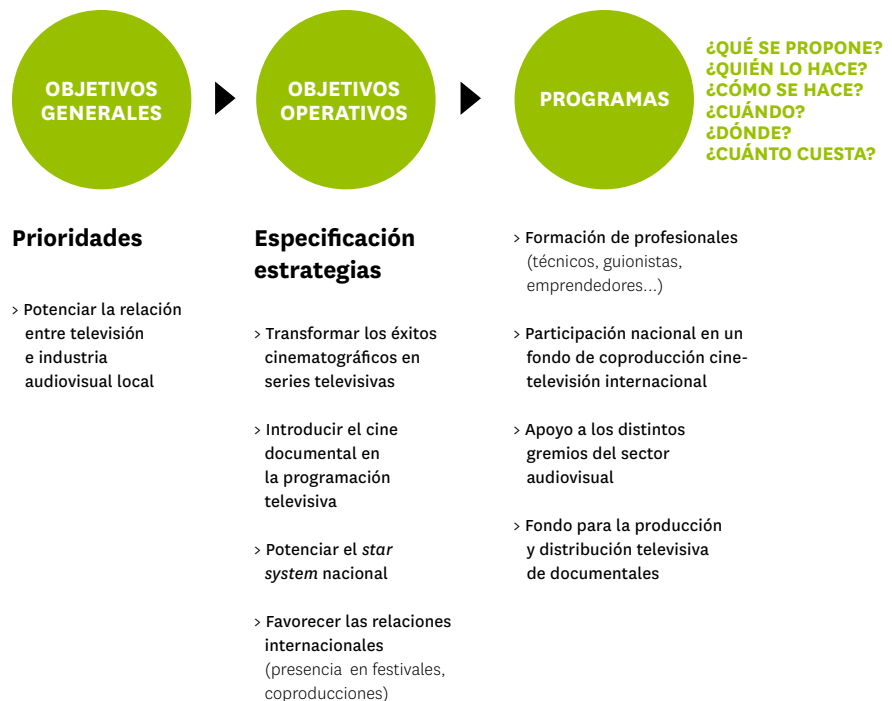 OBJETIVOS
GENERALES
OBJETIVOS
OPERATIVOS
PROGRAMAS
¿QUÉ SE PROPONE?
¿QUIÉN LO HACE?
¿CÓMO SE HACE?
¿CUÁNDO?
¿DÓNDE?
¿CUÁNTO CUESTA?
Prioridades
> Potenciar la relación
entre televisión
e industria
audiovisual local
Especificación
estrategias
> Transformar los éxitos
cinematográficos en
series televisivas
> Introducir el cine
documental en
la programación
televisiva
> Potenciar el star
system nacional
> Favorecer las relaciones
internacionales
(presencia en festivales,
coproducciones)
> Formación de profesionales
(técnicos, guionistas,
emprendedores...)
> Participación nacional en un
fondo de coproducción cine-
televisión internacional
> Apoyo a los distintos
gremios del sector
audiovisual
> Fondo para la producción
y distribución televisiva
de documentales